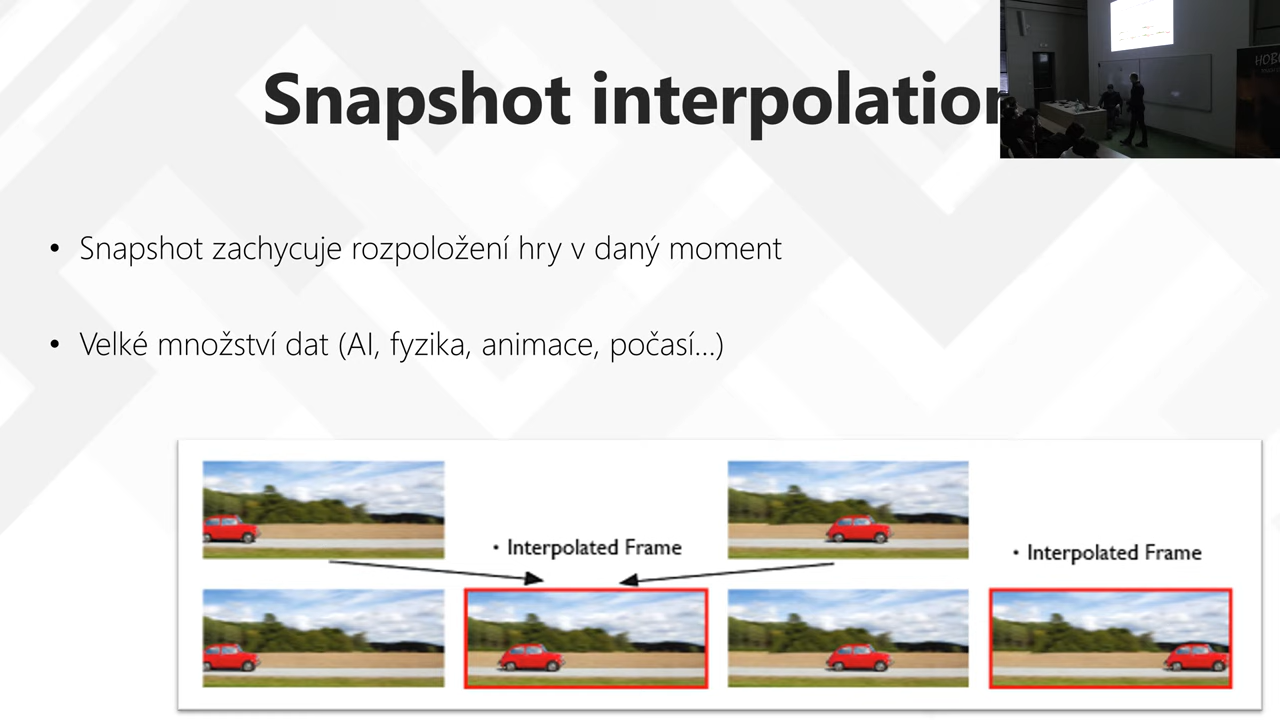 Snapshot interpolation
• Snapshot zachycuje rozpoložení hry v daný moment
• Velké množství dat (AI, fyzika, animace, počasí...)
• Interpolated Frame
• Interpolated Frame